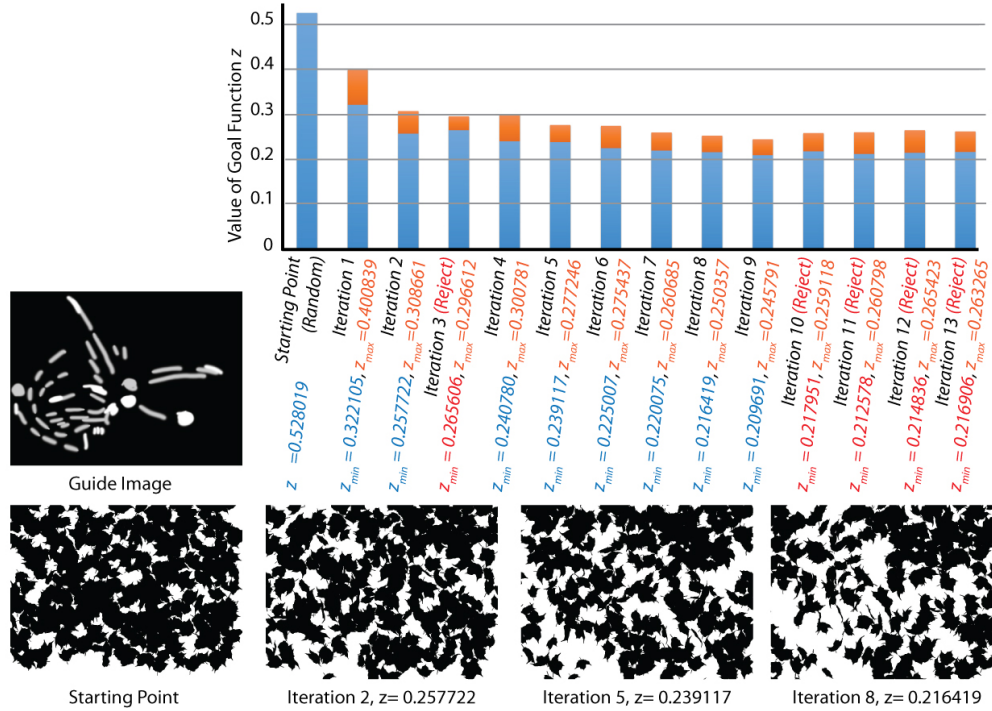 Value of Goal Function z
0.5
0.4
0.3
0.2
0.1
0
Starting Point
(Random)
z =0.528019
Iteration 1
z_min = 0.322105, z_max=0.400839
Iteration 2
z_min = 0.257722, z_max=0.308661
Iteration 3 (Reject)
z_min = 0.265606, z_max=0.296612
Iteration 4
z_min = 0.240780, z_max=0.300781
Iteration 5
z_min = 0.239117, z_max=0.277246
Iteration 6
z_min = 0.225007, z_max=0.275437
Iteration 7
z_min = 0.220075, z_max=0.260685
Iteration 8
z_min = 0.216419, z_max=0.250357
Iteration 9
z_min = 0.209691, z_max=0.245791
Iteration 10 (Reject)
z_min = 0.217951, z_max=0.259118
Iteration 11 (Reject)
z_min = 0.212578, z_max=0.260798
Iteration 12 (Reject)
z_min = 0.214836, z_max=0.265423
Iteration 13 (Reject)
z_min = 0.216906, z_max=0.263265
Guide Image
Starting Point
Iteration 2, z= 0.257722
Iteration 5, z= 0.239117
Iteration 8, z= 0.216419